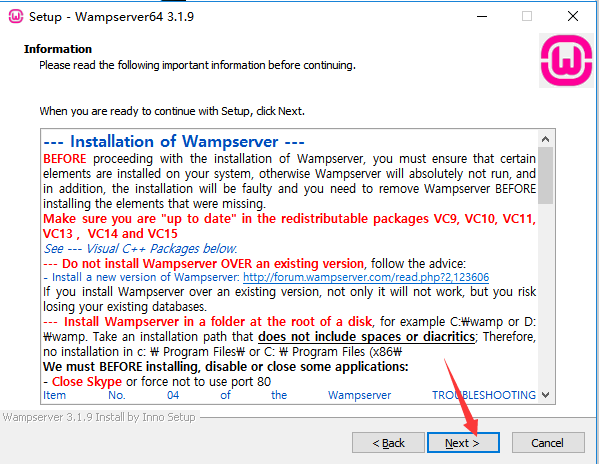 Setup - Wampserver64 3.1.9
Information
Please read the following important information before continuing.
When you are ready to continue with Setup, click Next.
--- Installation of Wampserver ---
BEFORE proceeding with the installation of Wampserver, you must ensure that certain
elements are installed on your system, otherwise Wampserver will absolutely not run, and
in addition, the installation will be faulty and you need to remove Wampserver BEFORE
installing the elements that were missing.
Make sure you are "up to date" in the redistributable packages VC9, VC10, VC11,
VC13 , VC14 and VC15
See --- Visual C++ Packages below.
--- Do not install Wampserver OVER an existing version, follow the advice:
- Install a new version of Wampserver: http://forum.wampserver.com/read.php?2,123606
If you install Wampserver over an existing version, not only it will not work, but you risk
losing your existing databases.
--- Install Wampserver in a folder at the root of a disk, for example C:₩wamp or D:
₩wamp. Take an installation path that does not include spaces or diacritics; Therefore,
no installation in c: ₩ Program Files₩ or C: ₩ Program Files (x86₩
We must BEFORE installing, disable or close some applications:
- Close Skype or force not to use port 80
Item No. 04 of the Wampserver TROUBLESHOOTING
Wampserver 3.1.9 Install by Inno Setup
< Back Next > Cancel